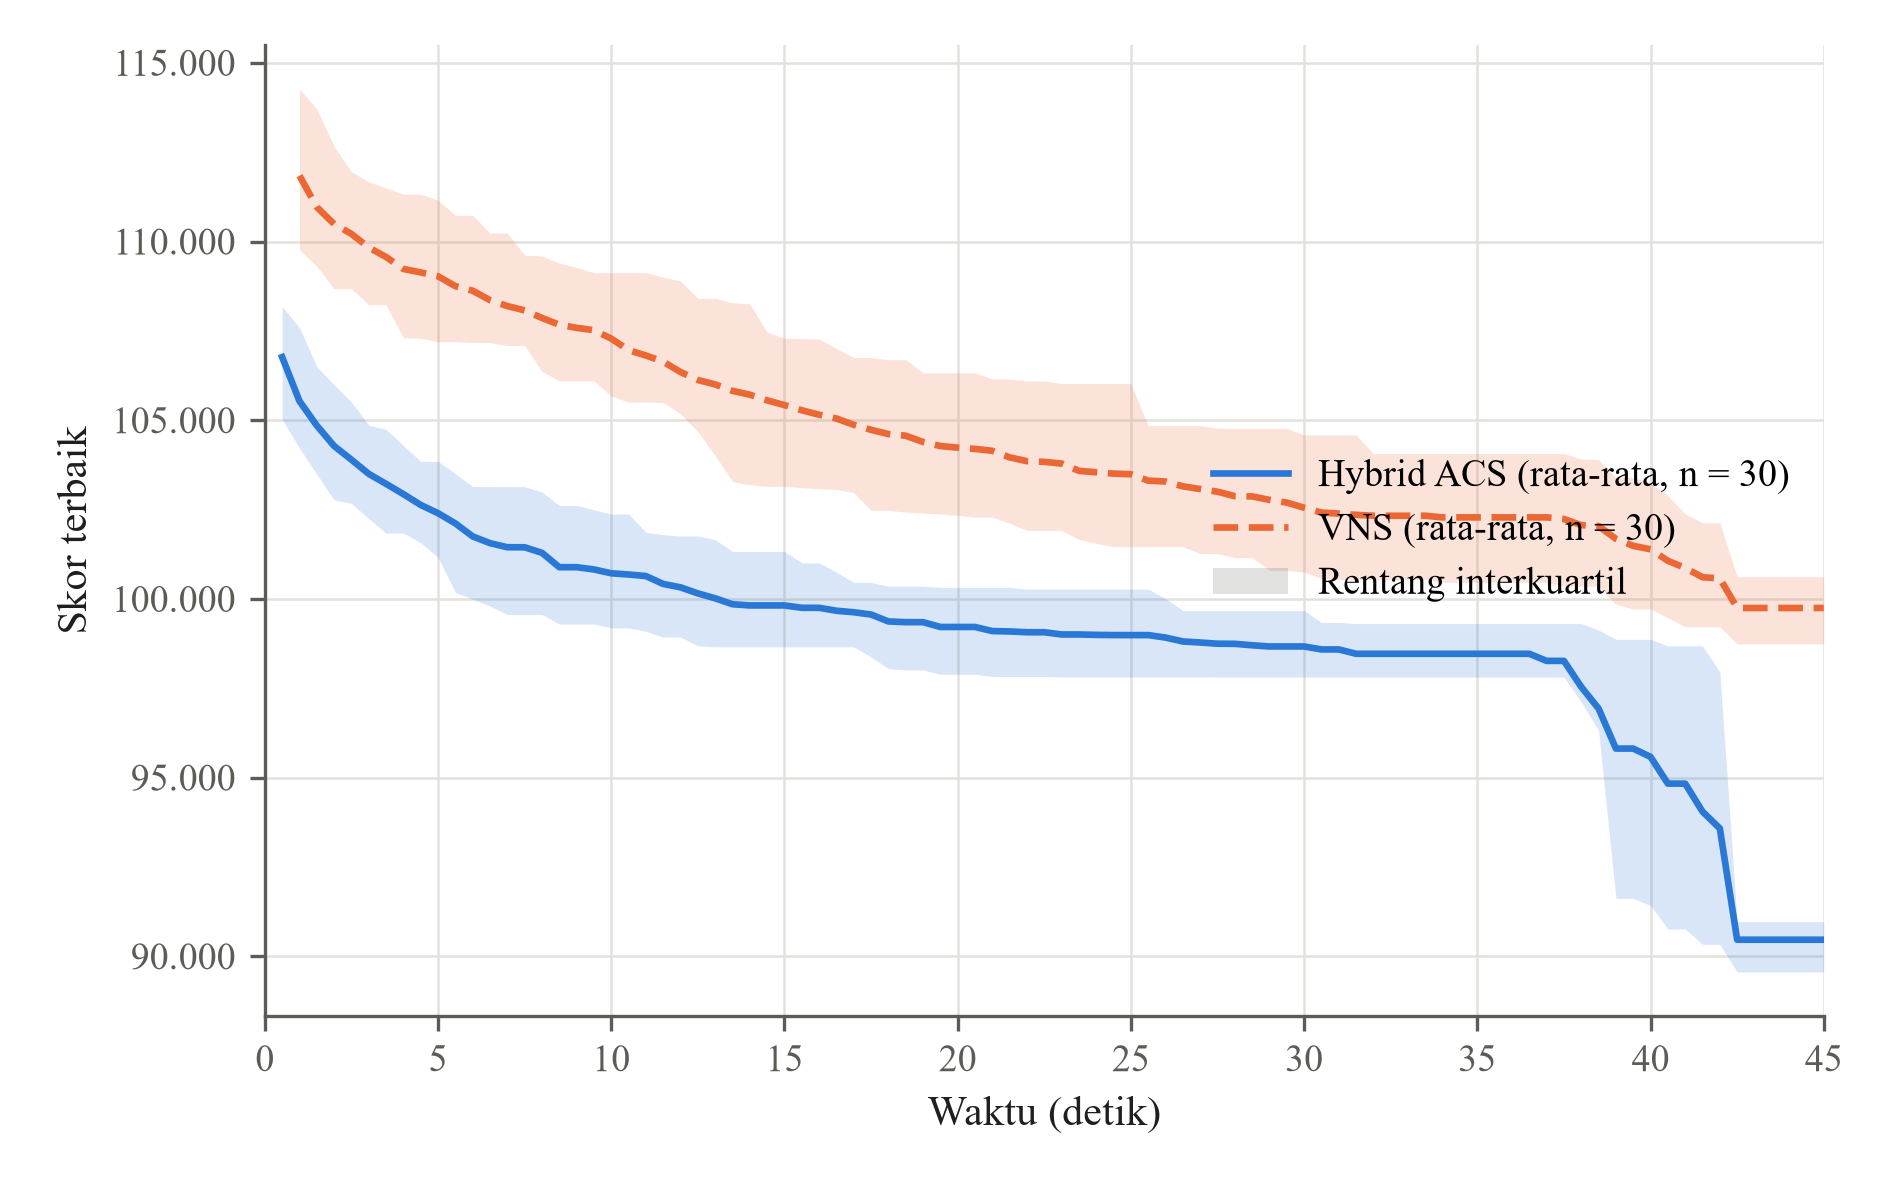 115.000
110.000
105.000
100.000
95.000
90.000
Skor terbaik
Hybrid ACS (rata-rata, n = 30)
VNS (rata-rata, n = 30)
Rentang interkuartil
0 5 10 15 20 25 30 35 40 45
Waktu (detik)